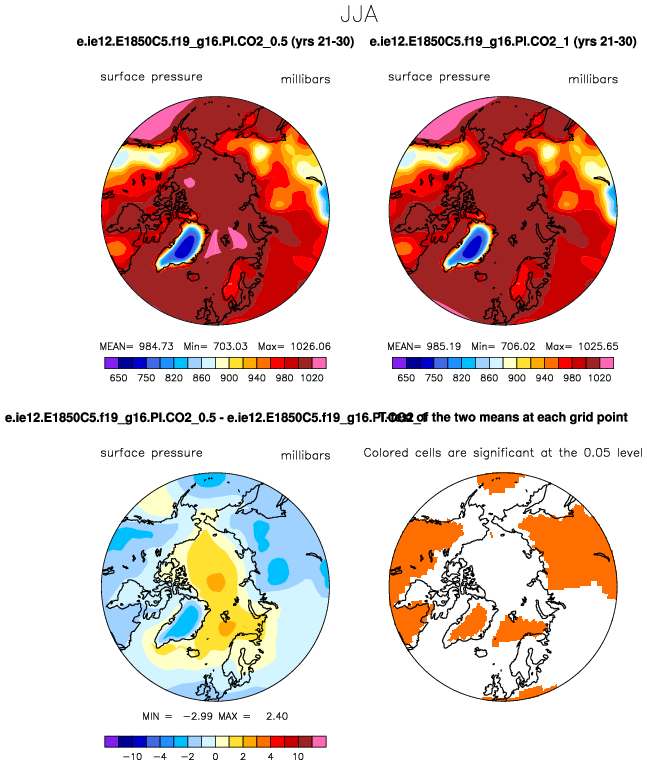 JJA
e.ie12.E1850C5.f19_g16.PI.CO2_0.5 (yrs 21-30)
e.ie12.E1850C5.f19_g16.PI.CO2_1 (yrs 21-30)
surface pressure millibars
surface pressure millibars
MEAN= 984.73 Min= 703.03 Max= 1026.06
MEAN= 985.19 Min= 706.02 Max= 1025.65
650 750 820 860 900 940 980 1020
650 750 820 860 900 940 980 1020
e.ie12.E1850C5.f19_g16.PI.CO2_0.5 - e.ie12.E1850C5.f19_g16.PI.CO2_
of the two means at each grid point
surface pressure millibars
Colored cells are significant at the 0.05 level
MIN = -2.99 MAX = 2.40
-10 -4 -2 0 2 4 10